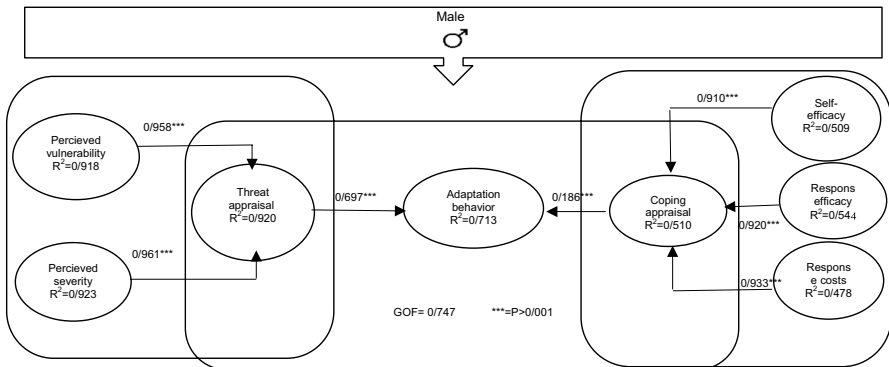 Male
0/958***
Percieved
vulnerability
R²=0/918
Threat
appraisal
R²=0/920
0/961***
Percieved
severity
R²=0/923
0/697***
Adaptation
behavior
R²=0/713
0/186***
Coping
appraisal
R²=0/510
0/910***
Self-
efficacy
R²=0/509
Respons
efficacy
R²=0/544
0/920***
Respons
e costs
R²=0/478
0/933***
GOF= 0/747 ***=P>0/001